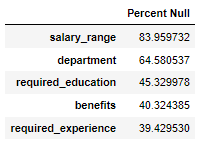 Percent Null
salary_range 83.959732
department 64.580537
required_education 45.329978
benefits 40.324385
required_experience 39.429530